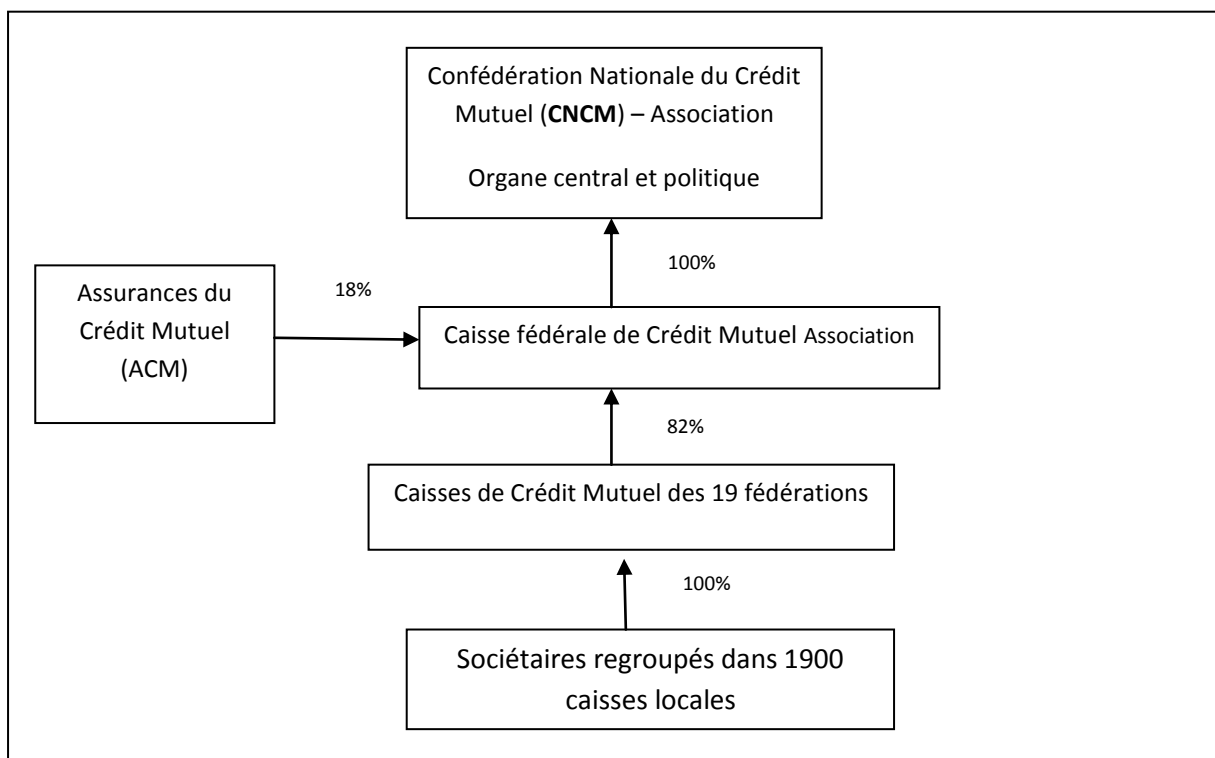 Confédération Nationale du Crédit
Mutuel (CNCM) – Association
Organe central et politique
100%
Assurances du
Crédit Mutuel
(ACM)
18%
Caisse fédérale de Crédit Mutuel Association
82%
Caisses de Crédit Mutuel des 19 fédérations
100%
Sociétaires regroupés dans 1900
caisses locales